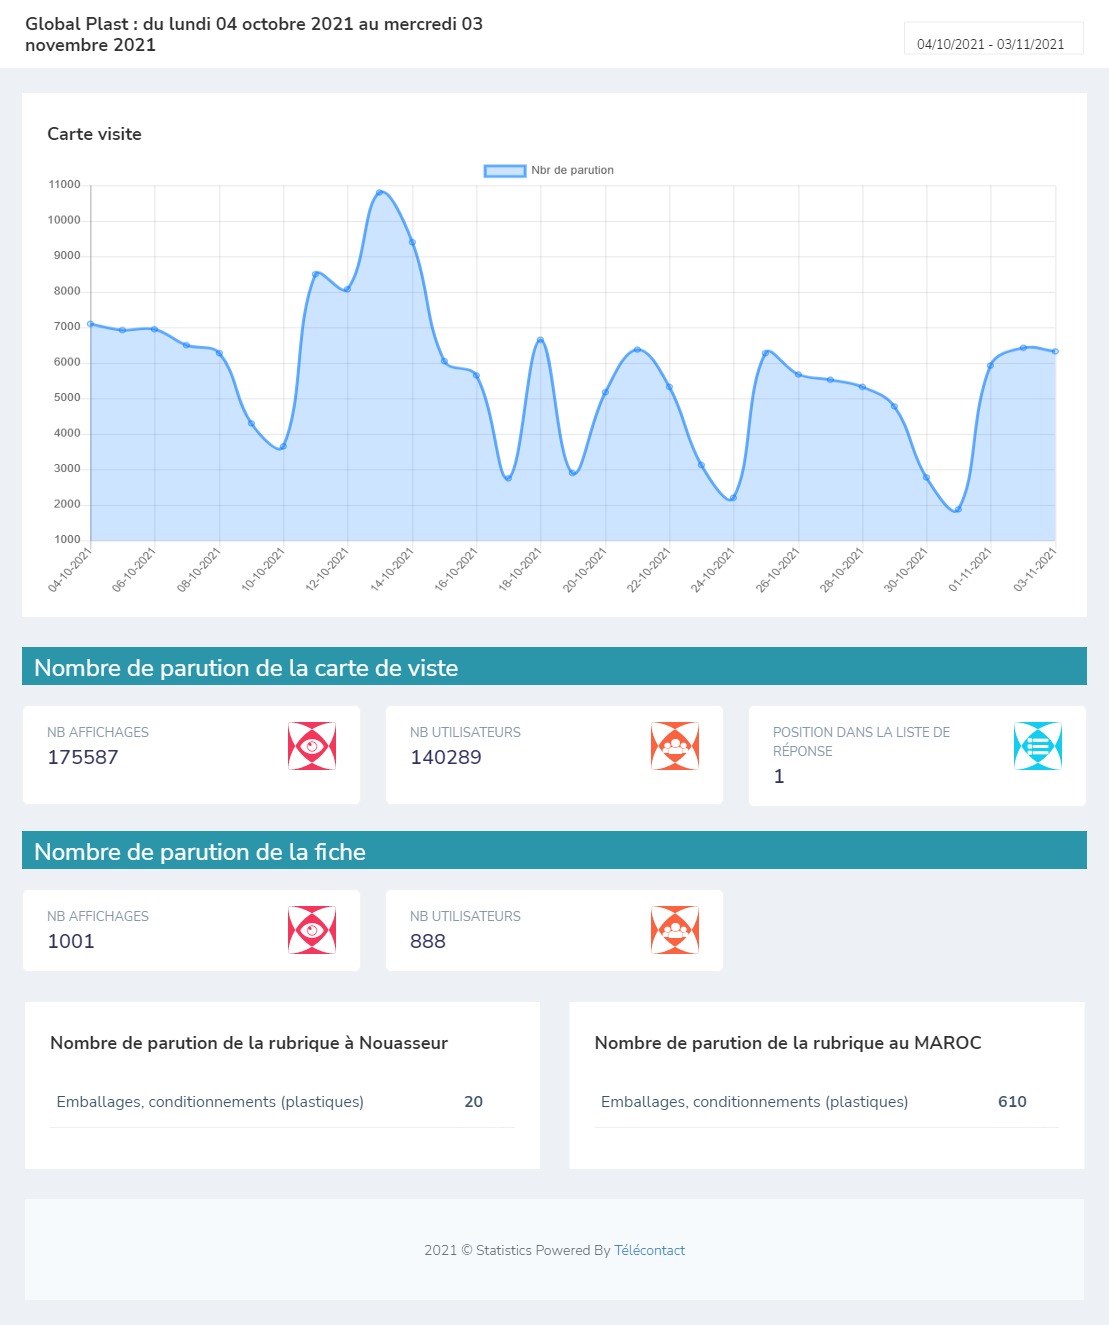 Global Plast : du lundi 04 octobre 2021 au mercredi 03
novembre 2021
04/10/2021 - 03/11/2021
Carte visite
Nbr de parution
11000
10000
9000
8000
7000
6000
5000
4000
3000
2000
1000
04-10-2021
06-10-2021
08-10-2021
10-10-2021
12-10-2021
14-10-2021
16-10-2021
18-10-2021
20-10-2021
22-10-2021
24-10-2021
26-10-2021
28-10-2021
30-10-2021
01-11-2021
03-11-2021
Nombre de parution de la carte de viste
NB AFFICHAGES
175587
NB UTILISATEURS
140289
POSITION DANS LA LISTE DE
RÉPONSE
1
Nombre de parution de la fiche
NB AFFICHAGES
1001
NB UTILISATEURS
888
Nombre de parution de la rubrique à Nouasseur
Emballages, conditionnements (plastiques) 20
Nombre de parution de la rubrique au MAROC
Emballages, conditionnements (plastiques) 610
2021 © Statistics Powered By Télécontact